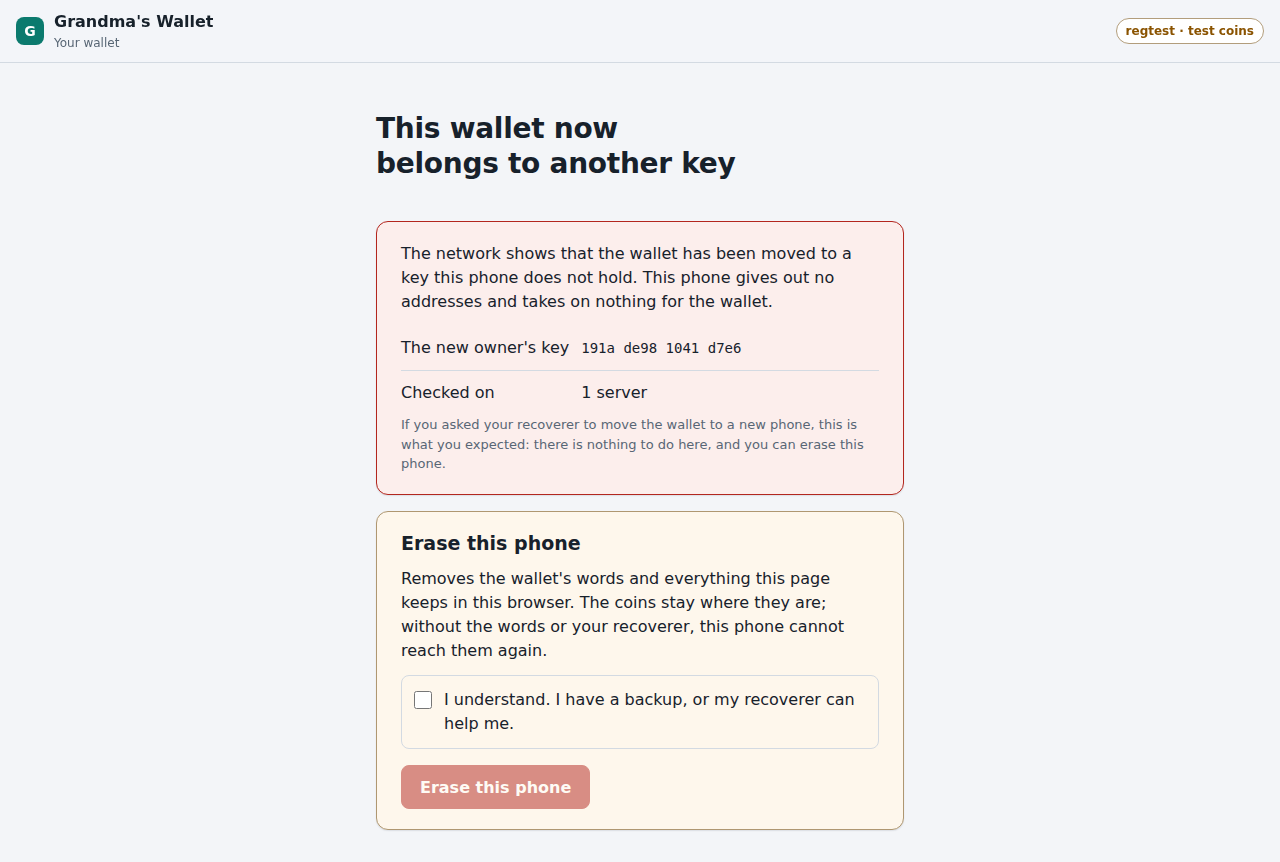 G
Grandma's Wallet
Your wallet
regtest · test coins
This wallet now
belongs to another key
The network shows that the wallet has been moved to a
key this phone does not hold. This phone gives out no
addresses and takes on nothing for the wallet.
The new owner's key 191a de98 1041 d7e6
Checked on 1 server
If you asked your recoverer to move the wallet to a new phone, this is
what you expected: there is nothing to do here, and you can erase this
phone.
Erase this phone
Removes the wallet's words and everything this page
keeps in this browser. The coins stay where they are;
without the words or your recoverer, this phone cannot
reach them again.
I understand. I have a backup, or my recoverer can
help me.
Erase this phone